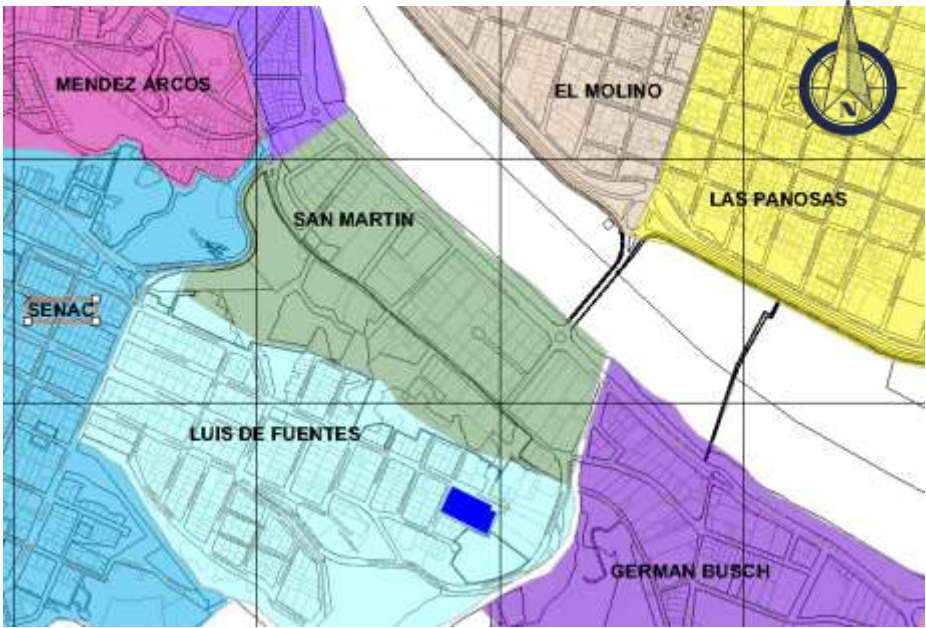 MENDEZ ARCOS
EL MOLINO
N
LAS PANOSAS
SAN MARTIN
SENAC
LUIS DE FUENTES
GERMAN BUSCH